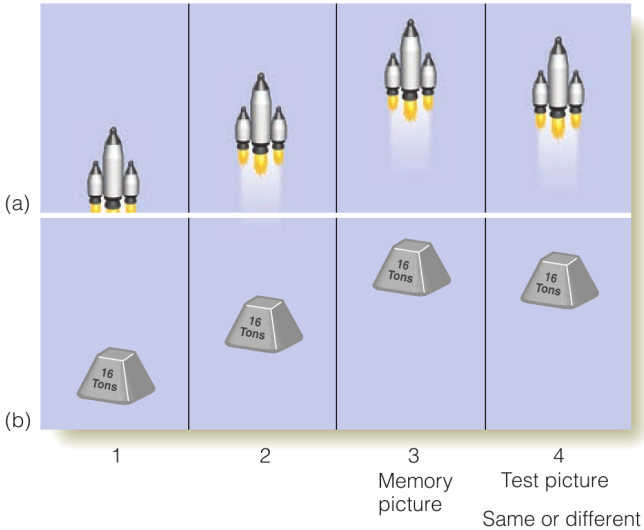 (a)
16
Tons
16
Tons
16
Tons
16
Tons
(b)
1 2 3 4
Memory Test picture
picture
Same or different